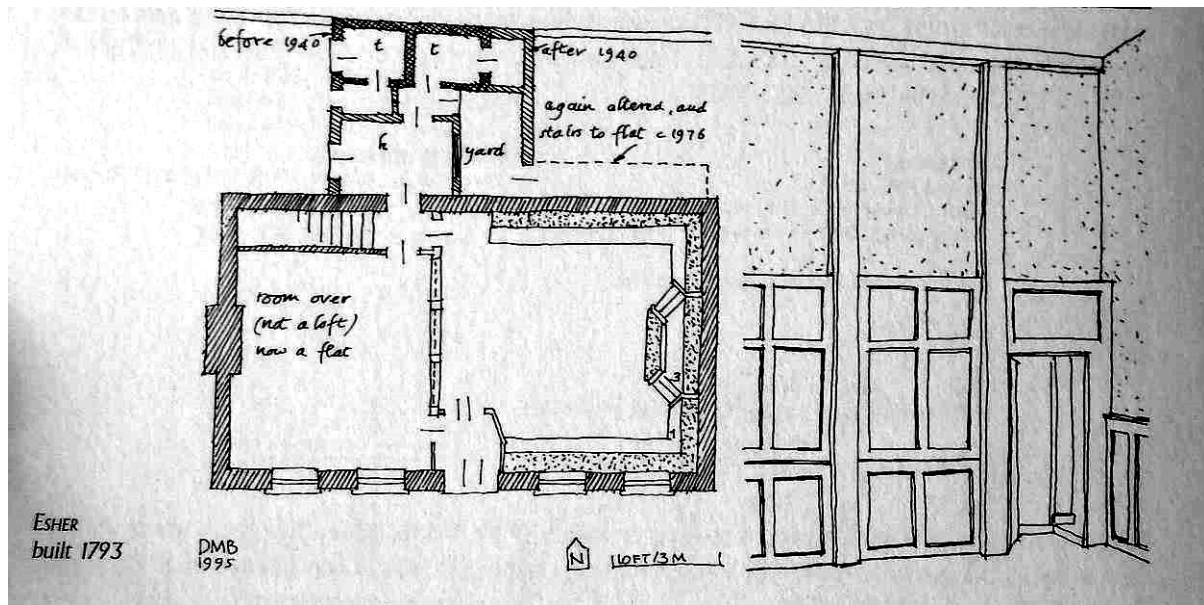 before 1940
t
t
after 1940
again altered, and
stairs to flat c 1976
k
yard
room over
(not a loft)
now a flat
3
1
ESHER
built 1793
DMB
1995
N
10FT/3M